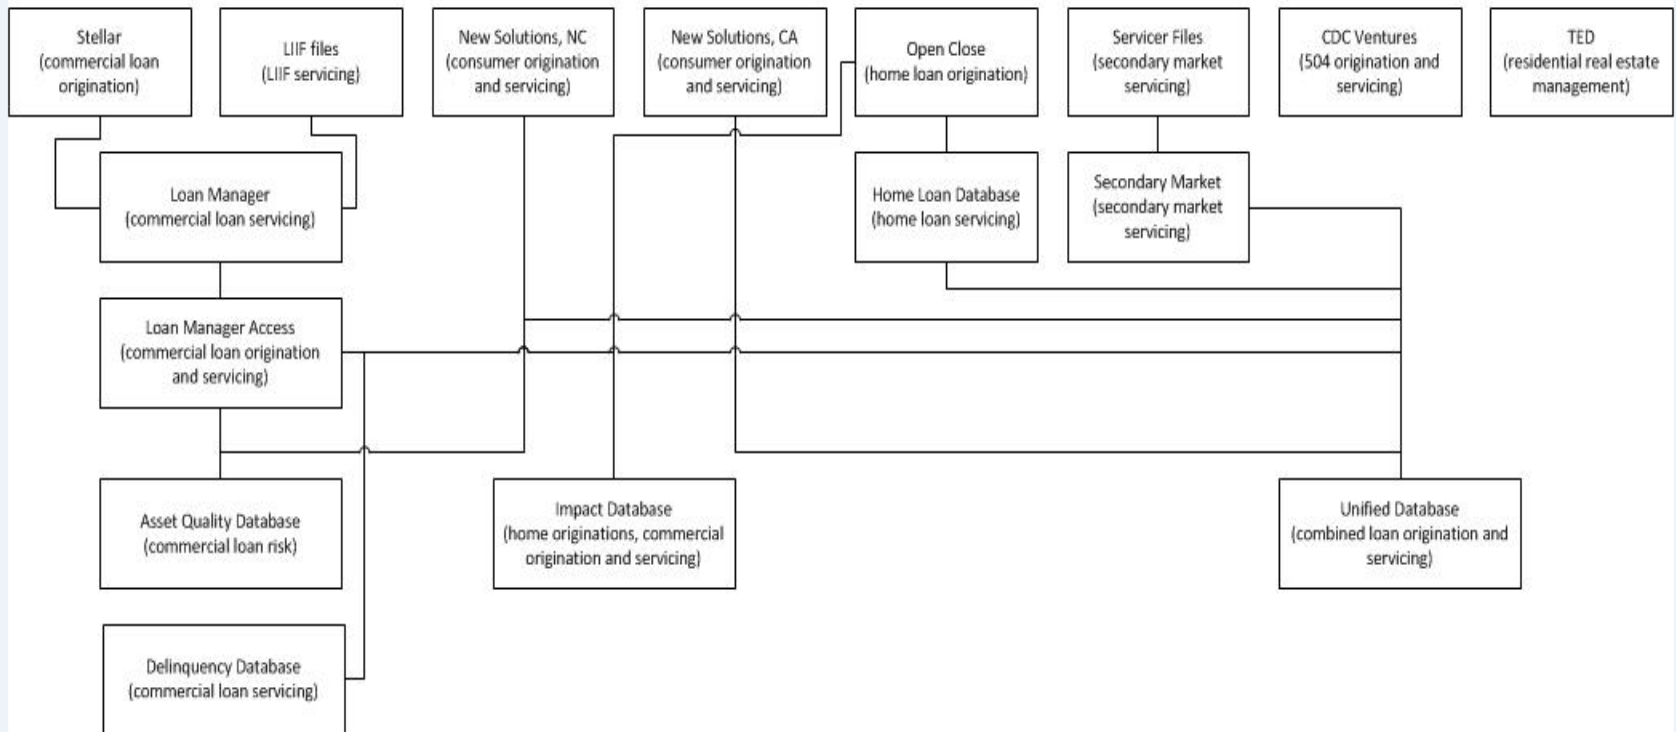 Stellar
(commercial loan
origination)
LIIF files
(LIIF servicing)
New Solutions, NC
(consumer origination
and servicing)
New Solutions, CA
(consumer origination
and servicing)
Open Close
(home loan origination)
Servicer Files
(secondary market
servicing)
CDC Ventures
(504 origination and
servicing)
TED
(residential real estate
management)
Loan Manager
(commercial loan servicing)
Home Loan Database
(home loan servicing)
Secondary Market
(secondary market
servicing)
Loan Manager Access
(commercial loan origination
and servicing)
Asset Quality Database
(commercial loan risk)
Impact Database
(home originations, commercial
origination and servicing)
Unified Database
(combined loan origination and
servicing)
Delinquency Database
(commercial loan servicing)